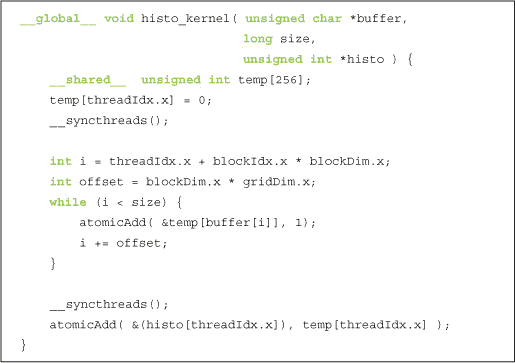 __global__ void histo_kernel( unsigned char *buffer,
                              long size,
                              unsigned int *histo ) {
    __shared__  unsigned int temp[256];
    temp[threadIdx.x] = 0;
    __syncthreads();

    int i = threadIdx.x + blockIdx.x * blockDim.x;
    int offset = blockDim.x * gridDim.x;
    while (i < size) {
        atomicAdd( &temp[buffer[i]], 1);
        i += offset;
    }

    __syncthreads();
    atomicAdd( &(histo[threadIdx.x]), temp[threadIdx.x] );
}